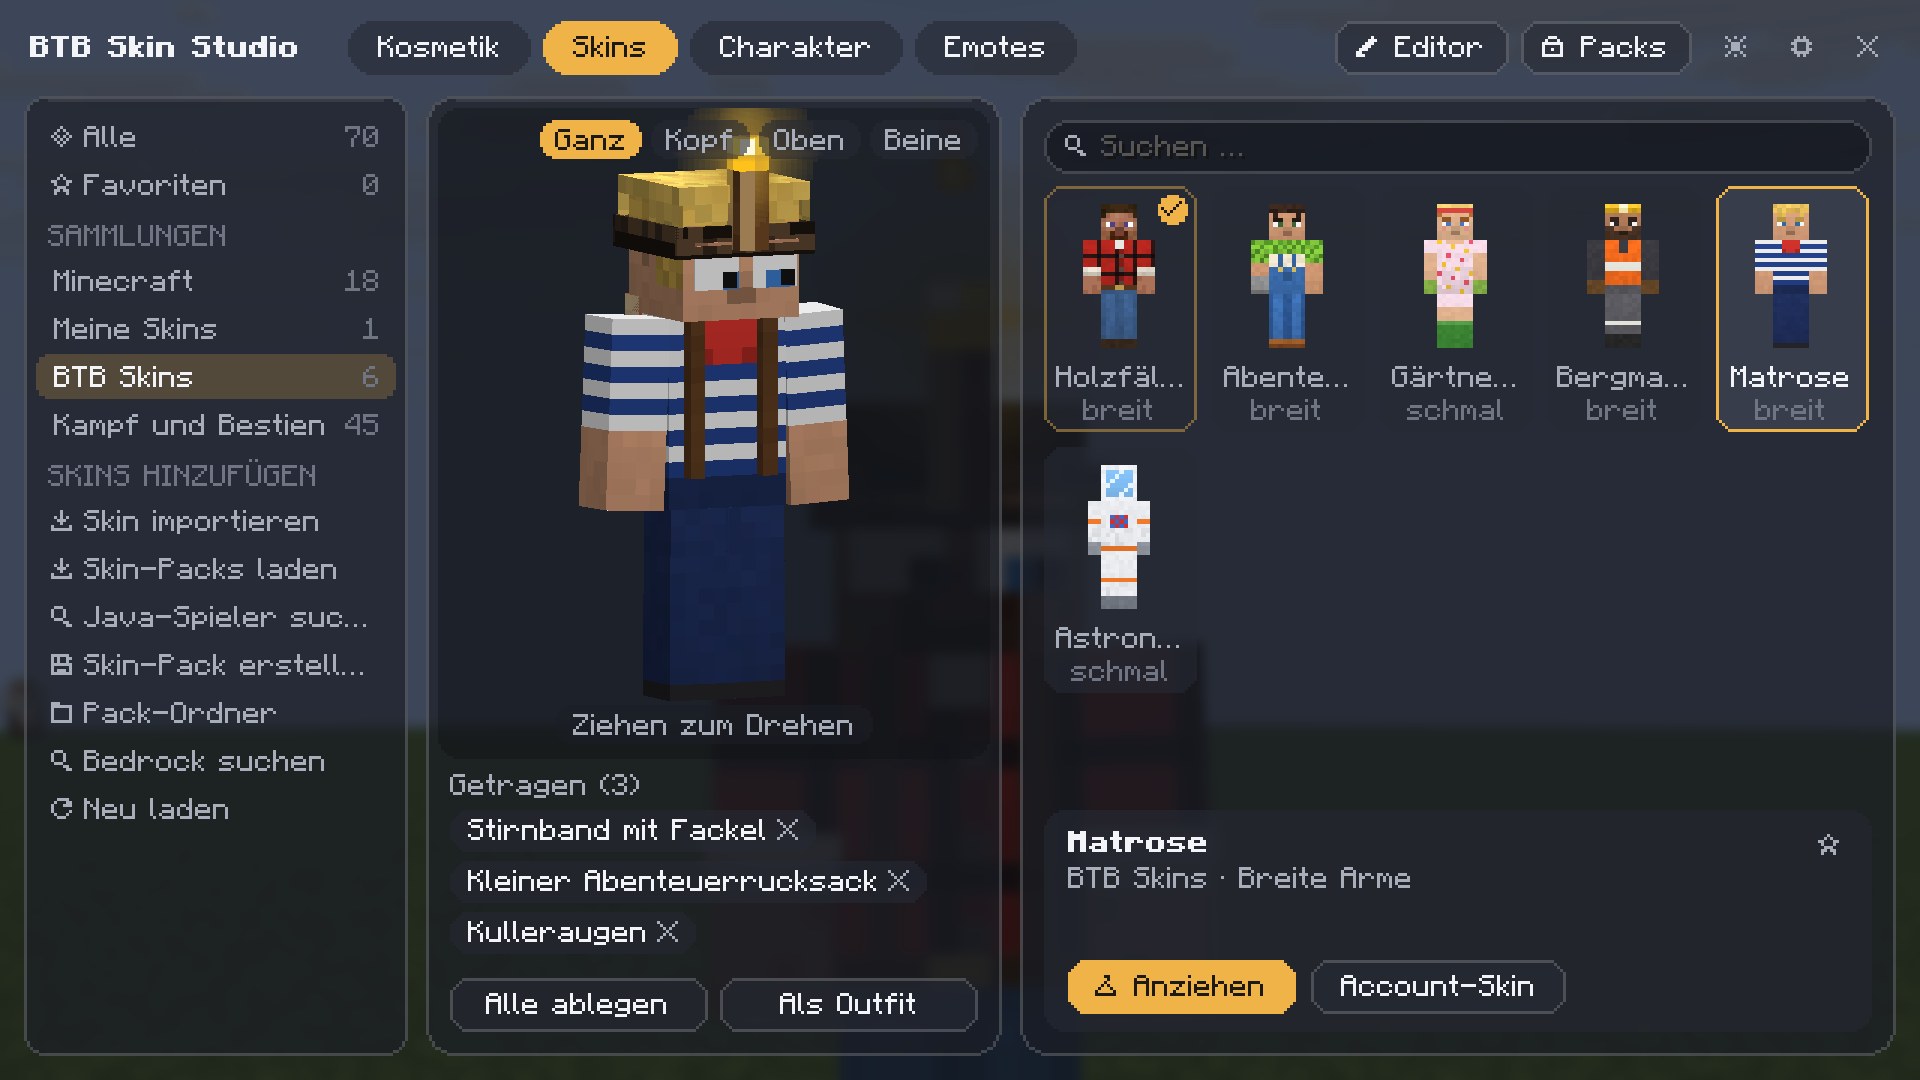 BTB Skin Studio
Kosmetik
Skins
Charakter
Emotes
Editor
Packs
Alle 70
Favoriten 0
SAMMLUNGEN
Minecraft 18
Meine Skins 1
BTB Skins 6
Kampf und Bestien 45
SKINS HINZUFÜGEN
Skin importieren
Skin-Packs laden
Java-Spieler suc...
Skin-Pack erstell...
Pack-Ordner
Bedrock suchen
Neu laden
Ganz
Kopf
Oben
Beine
Ziehen zum Drehen
Getragen (3)
Stirnband mit Fackel
Kleiner Abenteuerrucksack
Kulleraugen
Alle ablegen
Als Outfit
Suchen ...
Holzfäl...
breit
Abente...
breit
Gärtne...
schmal
Bergma...
breit
Matrose
breit
Astron...
schmal
Matrose
BTB Skins · Breite Arme
Anziehen
Account-Skin